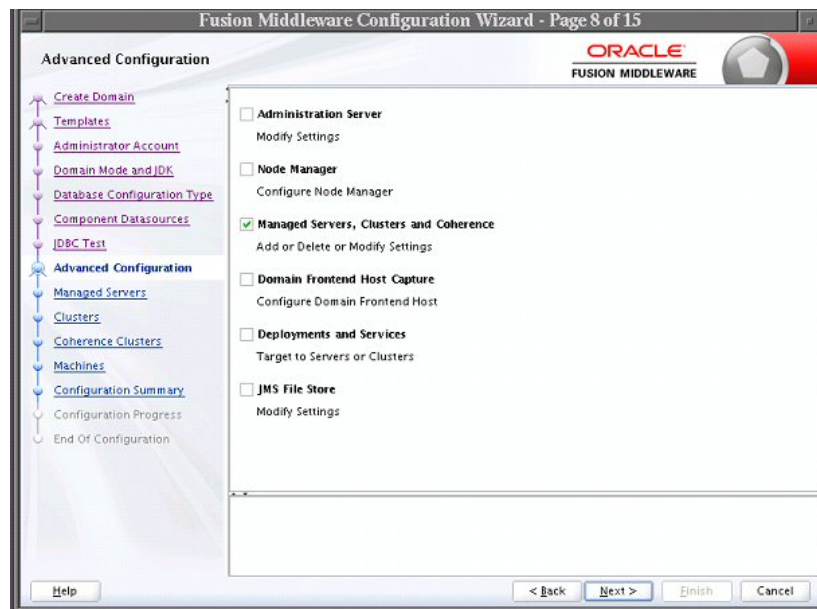 Fusion Middleware Configuration Wizard - Page 8 of 15
Advanced Configuration
ORACLE
FUSION MIDDLEWARE
Create Domain
Templates
Administrator Account
Domain Mode and JDK
Database Configuration Type
Component Datasources
JDBC Test
Advanced Configuration
Managed Servers
Clusters
Coherence Clusters
Machines
Configuration Summary
Configuration Progress
End Of Configuration
Administration Server
Modify Settings
Node Manager
Configure Node Manager
Managed Servers, Clusters and Coherence
Add or Delete or Modify Settings
Domain Frontend Host Capture
Configure Domain Frontend Host
Deployments and Services
Target to Servers or Clusters
JMS File Store
Modify Settings
Help
< Back
Next >
Finish
Cancel